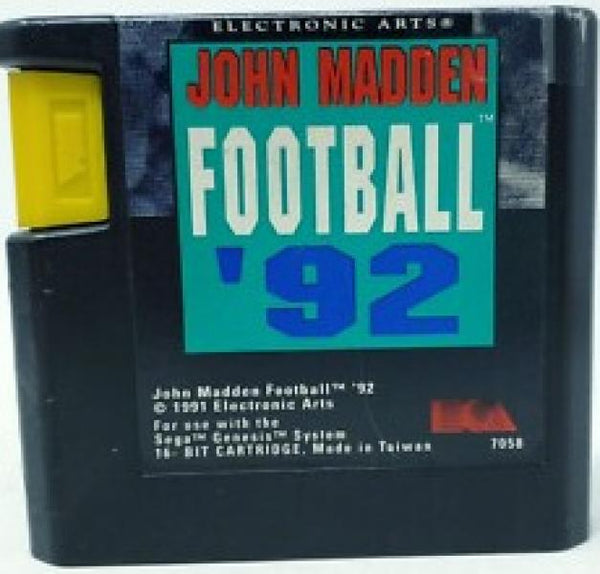 ELECTRONIC ARTS®
JOHN MADDEN
FOOTBALL™
'92
John Madden Football™ '92
© 1991 Electronic Arts
For use with the
Sega™ Genesis™ System
16- BIT CARTRIDGE. Made in Taiwan
7058